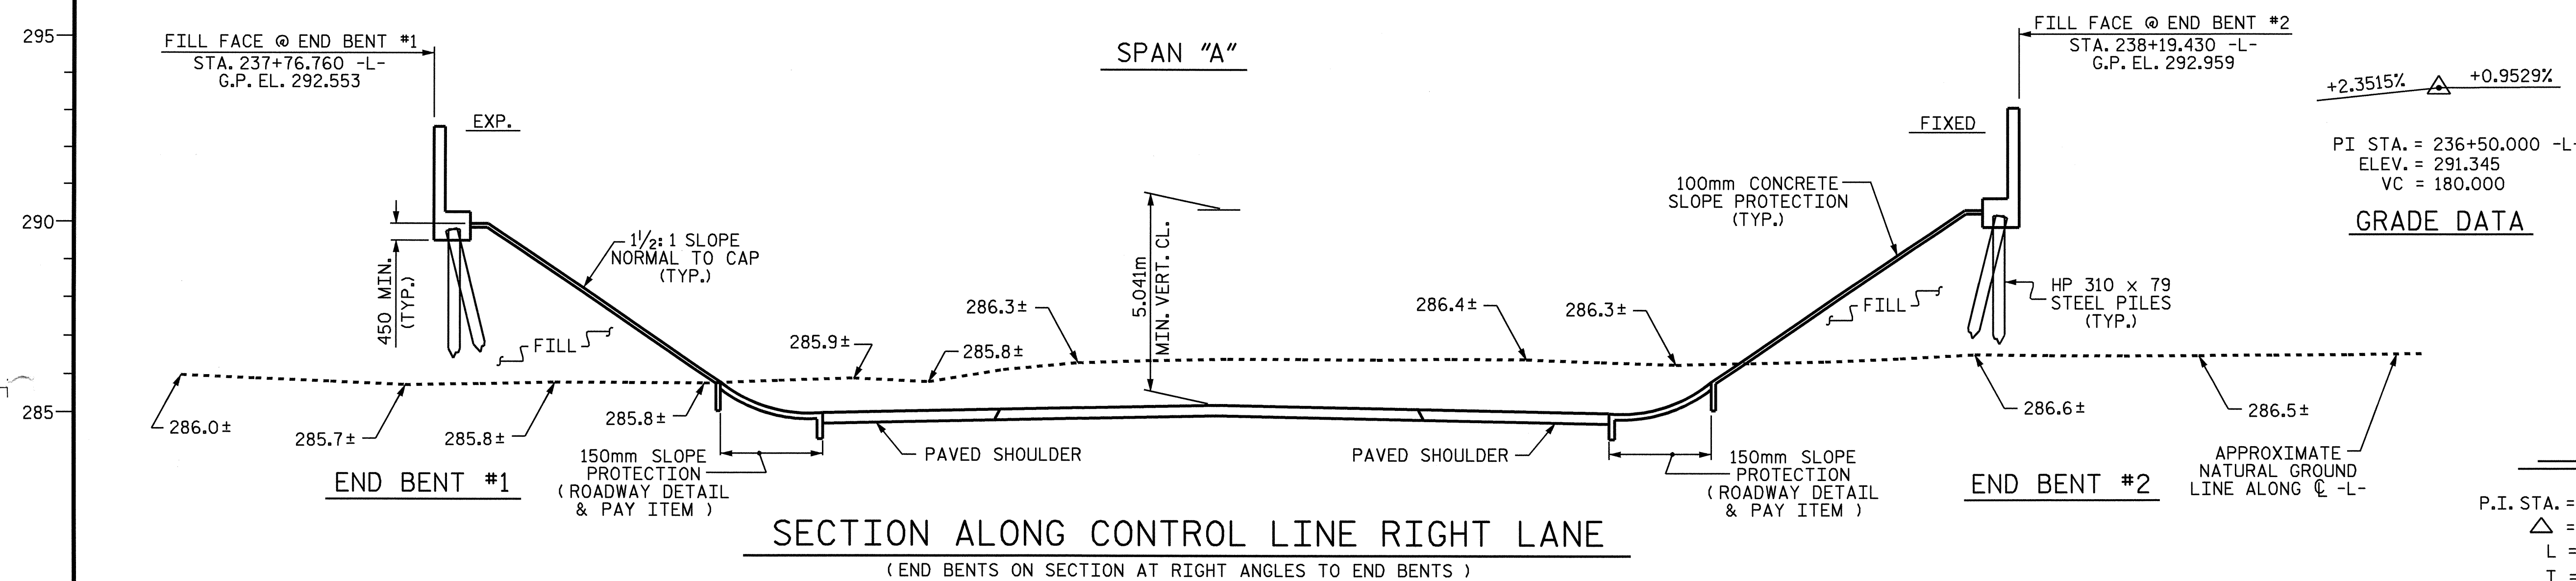 295
290
285
FILL FACE @ END BENT #1
STA. 237+76.760 -L-
G.P. EL. 292.553
EXP.
SPAN "A"
FILL FACE @ END BENT #2
STA. 238+19.430 -L-
G.P. EL. 292.959
FIXED
+2.3515%
+0.9529%
PI STA. = 236+50.000 -L-
ELEV. = 291.345
VC = 180.000
GRADE DATA
450 MIN.
(TYP.)
1½:1 SLOPE
NORMAL TO CAP
(TYP.)
FILL
5.041m
MIN. VERT. CL.
100mm CONCRETE
SLOPE PROTECTION
(TYP.)
FILL
HP 310 x 79
STEEL PILES
(TYP.)
286.0±
285.7±
285.8±
285.8±
285.9±
285.8±
286.3±
286.4±
286.3±
286.6±
286.5±
END BENT #1
150mm SLOPE
PROTECTION
(ROADWAY DETAIL
& PAY ITEM )
PAVED SHOULDER
PAVED SHOULDER
150mm SLOPE
PROTECTION
(ROADWAY DETAIL
& PAY ITEM )
END BENT #2
APPROXIMATE
NATURAL GROUND
LINE ALONG ℄ -L-
SECTION ALONG CONTROL LINE RIGHT LANE
( END BENTS ON SECTION AT RIGHT ANGLES TO END BENTS )
P.I. STA. =
△ =
L =
T =